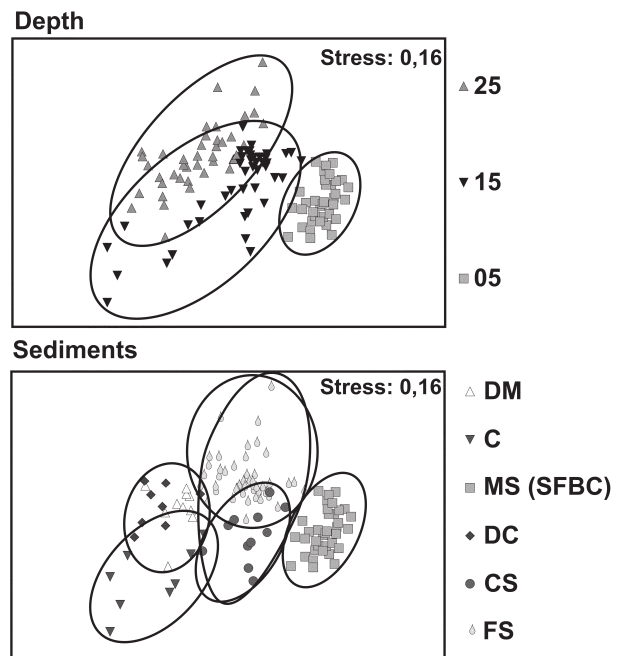 Depth
Stress: 0,16
25
15
05
Sediments
Stress: 0,16
DM
C
MS (SFBC)
DC
CS
FS